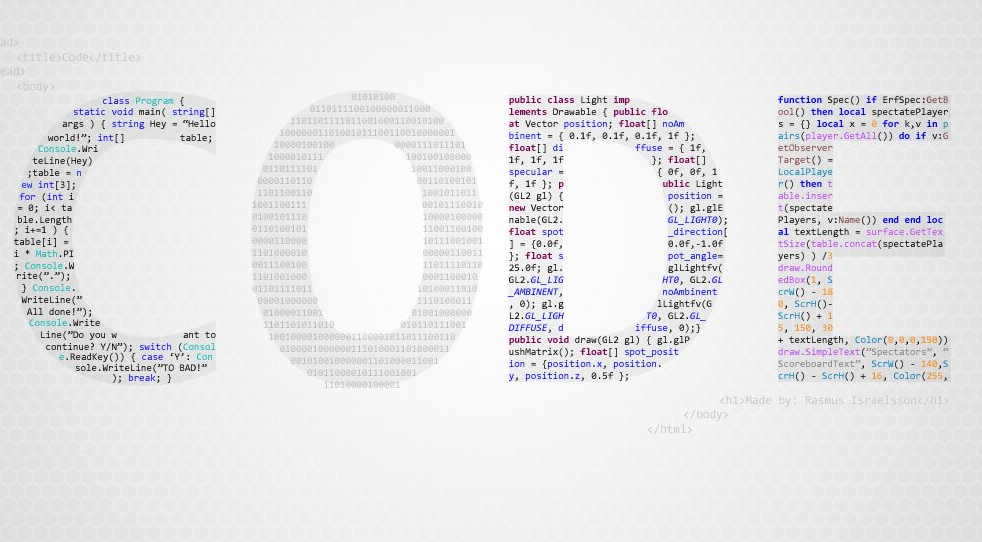 ad>
<title>Code</title>
ead>
<body>
class Program {
static void main( string[]
args ) { string Hey = “Hello
world!”; int[] table;
Console.Wri
teLine(Hey)
;table = n
ew int[3];
for (int i
= 0; i< ta
ble.Length
; i+=1 ) {
table[i] =
i * Math.PI
; Console.W
rite(”.”);
} Console.
WriteLine(”
All done!”);
Console.Write
Line(”Do you w ant to
continue? Y/N”); switch (Consol
e.ReadKey()) { case ‘Y’: Con
sole.WriteLine(”TO BAD!”
); break; }
01010100
public class Light imp
lements Drawable { public flo
at Vector position; float[] noAm
binent = { 0.1f, 0.1f, 0.1f, 1f };
float[] di ffuse = { 1f,
1f, 1f, 1f }; float[]
specular = { 0f, 0f, 1
f, 1f }; p ublic Light
(GL2 gl) { position =
new Vector (); gl.glE
nable(GL2. GL_LIGHT0);
float spot _direction[
] = {0.0f, 0.0f,-1.0f
}; float s pot_angle=
25.0f; gl. glLightfv(
GL2.GL_LIG HT0, GL2.GL
_AMBINENT, noAmbinent
, 0); gl.g lLightfv(G
L2.GL_LIGH T0, GL2.GL_
DIFFUSE, d iffuse, 0);}
public void draw(GL2 gl) { gl.glP
ushMatrix(); float[] spot_posit
ion = {position.x, position.
y, position.z, 0.5f };
function Spec() if ErfSpec:GetB
ool() then local spectatePlayer
s = {} local x = 0 for k,v in p
airs(player.GetAll()) do if v:G
etObserver
Target() =
LocalPlaye
r() then t
able.inser
t(spectate
Players, v:Name()) end end loc
al textLength = surface.GetTex
tSize(table.concat(spectatePla
yers) ) /3
draw.Round
edBox(1, S
crW() - 18
0, ScrH()-
ScrH() + 1
5, 150, 30
+ textLength, Color(0,0,0,150))
draw.SimpleText(“Spectators”, “
ScoreboardText”, ScrW() - 140,S
crH() - ScrH() + 16, Color(255,
<h1>Made by: Rasmus Israelsson</h1>
</body>
</html>